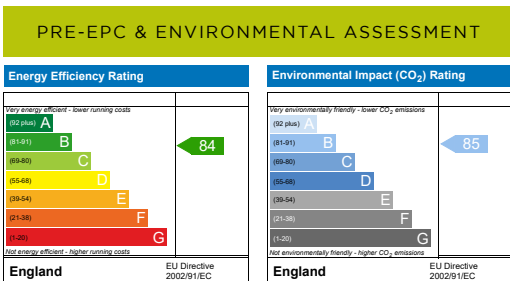 PRE-EPC & ENVIRONMENTAL ASSESSMENT
Energy Efficiency Rating
Very energy efficient - lower running costs
(92 plus) A
(81-91) B
(69-80) C
(55-68) D
(39-54) E
(21-38) F
(1-20) G
84
Not energy efficient - higher running costs
England
EU Directive
2002/91/EC
Environmental Impact (CO₂) Rating
Very environmentally friendly - lower CO₂ emissions
(92 plus) A
(81-91) B
(69-80) C
(55-68) D
(39-54) E
(21-38) F
(1-20) G
85
Not environmentally friendly - higher CO₂ emissions
England
EU Directive
2002/91/EC